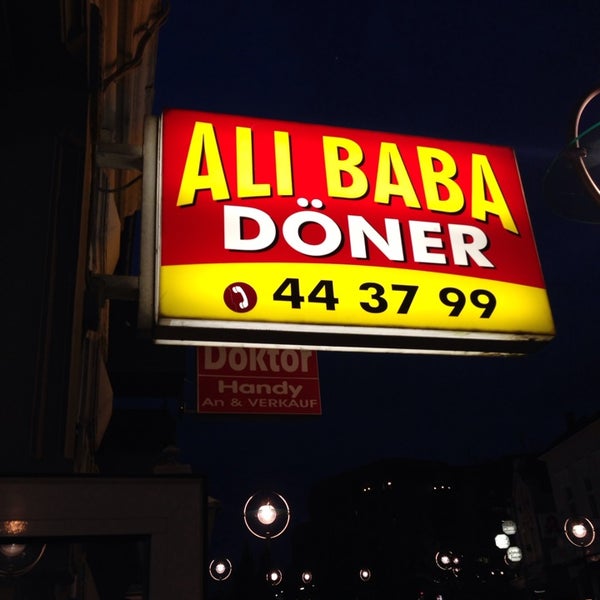 ALI BABA
DÖNER
44 37 99
Doktor
Handy
An & VERKAUF